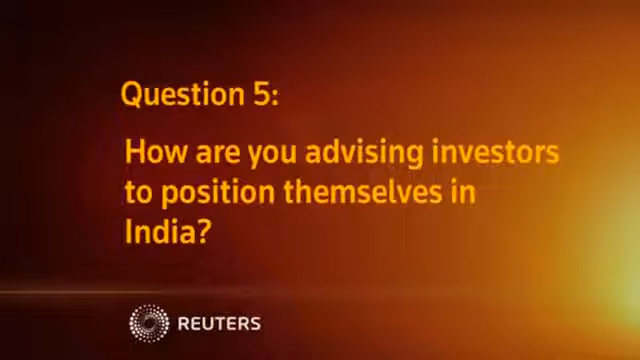 Question 5:
How are you advising investors
to position themselves in
India?
REUTERS